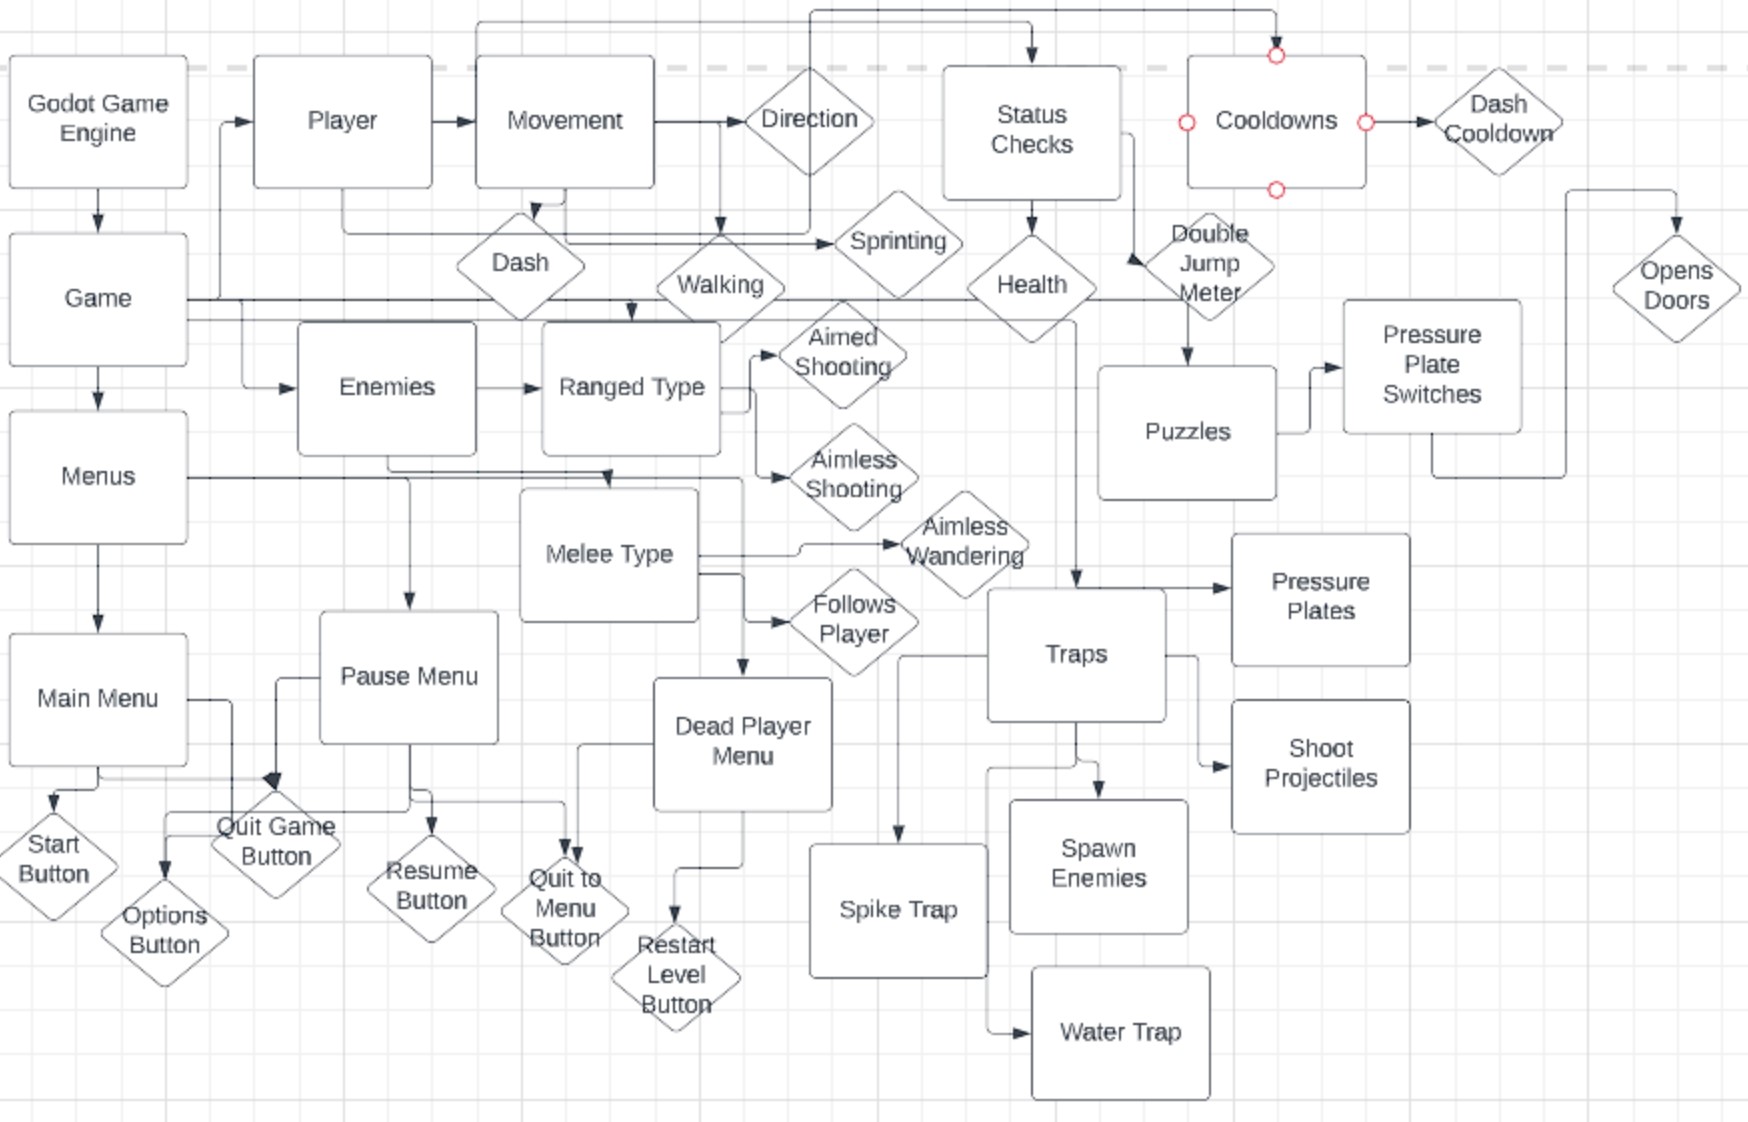 Godot Game
Engine
Player
Movement
Direction
Status
Checks
Cooldowns
Dash
Cooldown
Game
Dash
Walking
Sprinting
Health
Double
Jump
Meter
Opens
Doors
Enemies
Ranged Type
Aimed
Shooting
Puzzles
Pressure
Plate
Switches
Menus
Aimless
Shooting
Melee Type
Aimless
Wandering
Follows
Player
Pressure
Plates
Main Menu
Pause Menu
Dead Player
Menu
Traps
Shoot
Projectiles
Start
Button
Quit Game
Button
Options
Button
Resume
Button
Quit to
Menu
Button
Restart
Level
Button
Spike Trap
Spawn
Enemies
Water Trap